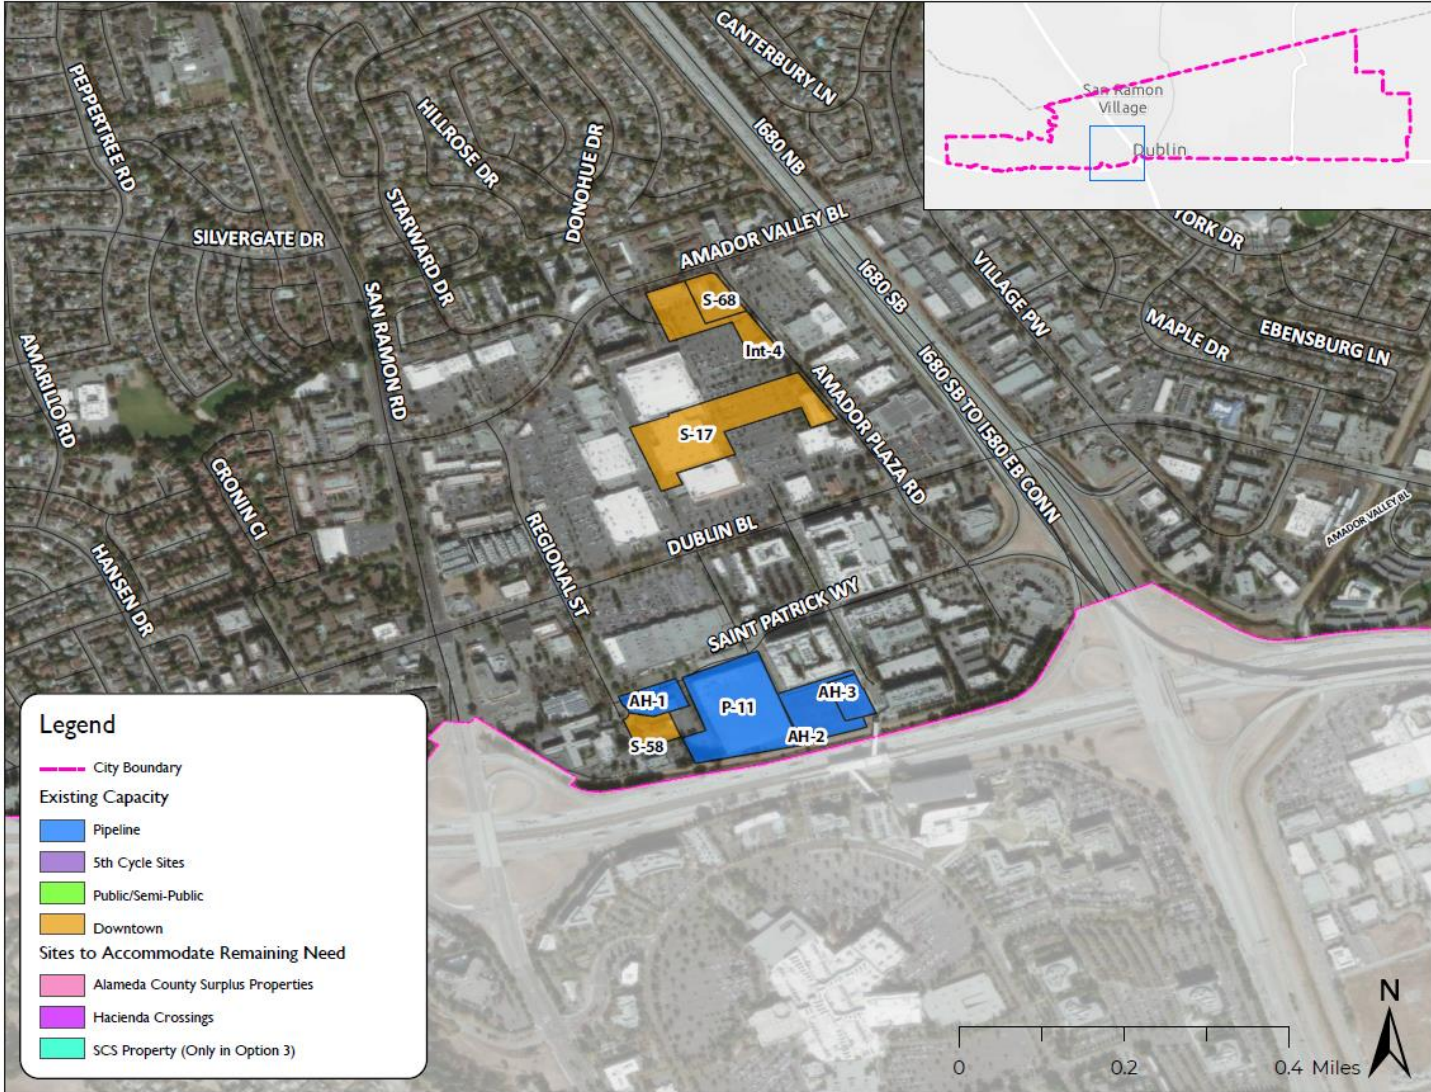 CANTERBURY LN
San Ramon
Village
Dublin
PEPPERTREE RD
HILLROSE DR
DONOHUE DR
I680 NB
STARWARD DR
SILVERGATE DR
AMADOR VALLEY BL
YORK DR
I680 SB
VILLAGE PW
SAN RAMON RD
S-68
Int-4
MAPLE DR
EBENSBURG LN
AMARILLO RD
AMADOR PLAZA RD
I680 SB TO I580 EB CONN
S-17
CRONIN CI
REGIONAL ST
DUBLIN BL
AMADOR VALLEY BL
HANSEN DR
SAINT PATRICK WY
AH-1
P-11
AH-3
AH-2
S-58
Legend
City Boundary
Existing Capacity
Pipeline
5th Cycle Sites
Public/Semi-Public
Downtown
Sites to Accommodate Remaining Need
Alameda County Surplus Properties
Hacienda Crossings
SCS Property (Only in Option 3)
N
0 0.2 0.4 Miles